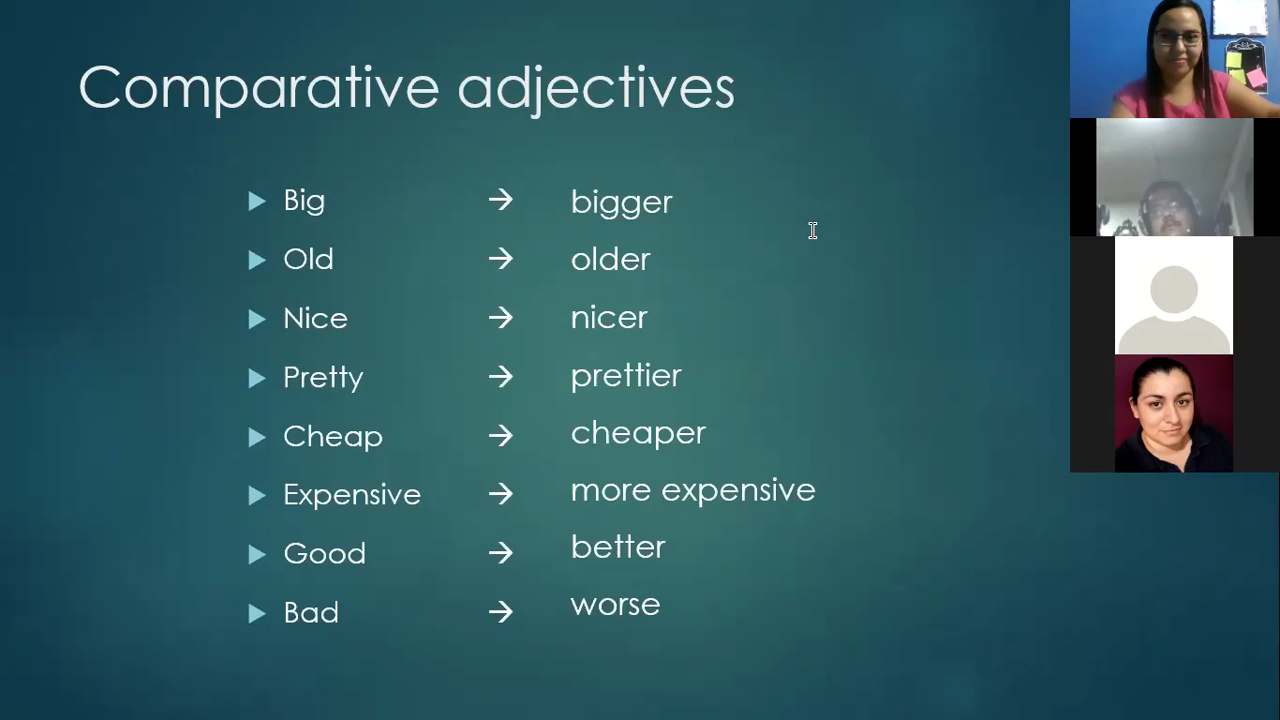 Comparative adjectives
Big → bigger
Old → older
Nice → nicer
Pretty → prettier
Cheap → cheaper
Expensive → more expensive
Good → better
Bad → worse